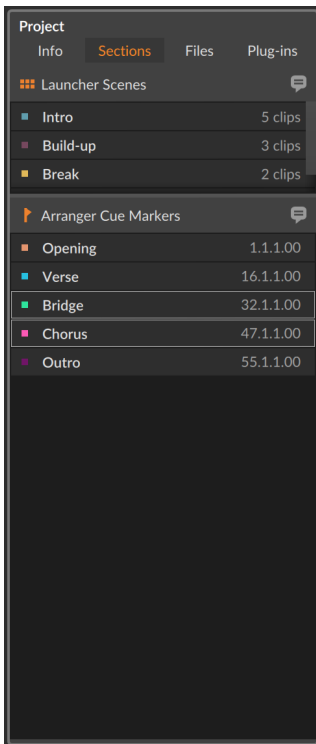 Project
Info Sections Files Plug-ins
Launcher Scenes
Intro 5 clips
Build-up 3 clips
Break 2 clips
Arranger Cue Markers
Opening 1.1.1.00
Verse 16.1.1.00
Bridge 32.1.1.00
Chorus 47.1.1.00
Outro 55.1.1.00